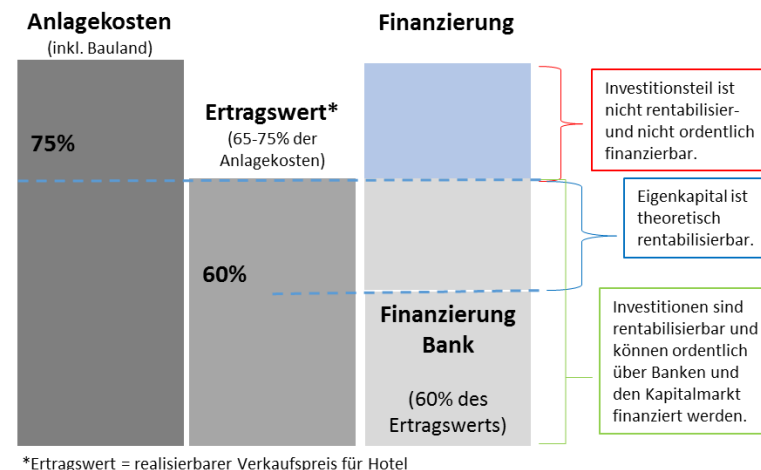 Anlagekosten
(inkl. Bauland)
Finanzierung
Ertragswert*
(65-75% der
Anlagekosten)
75%
60%
Finanzierung
Bank
(60% des
Ertragswerts)
Investitionsteil ist
nicht rentabilisier-
und nicht ordentlich
finanzierbar.
Eigenkapital ist
theoretisch
rentabilisierbar.
Investitionen sind
rentabilisierbar und
können ordentlich
über Banken und
den Kapitalmarkt
finanziert werden.
*Ertragswert = realisierbarer Verkaufspreis für Hotel